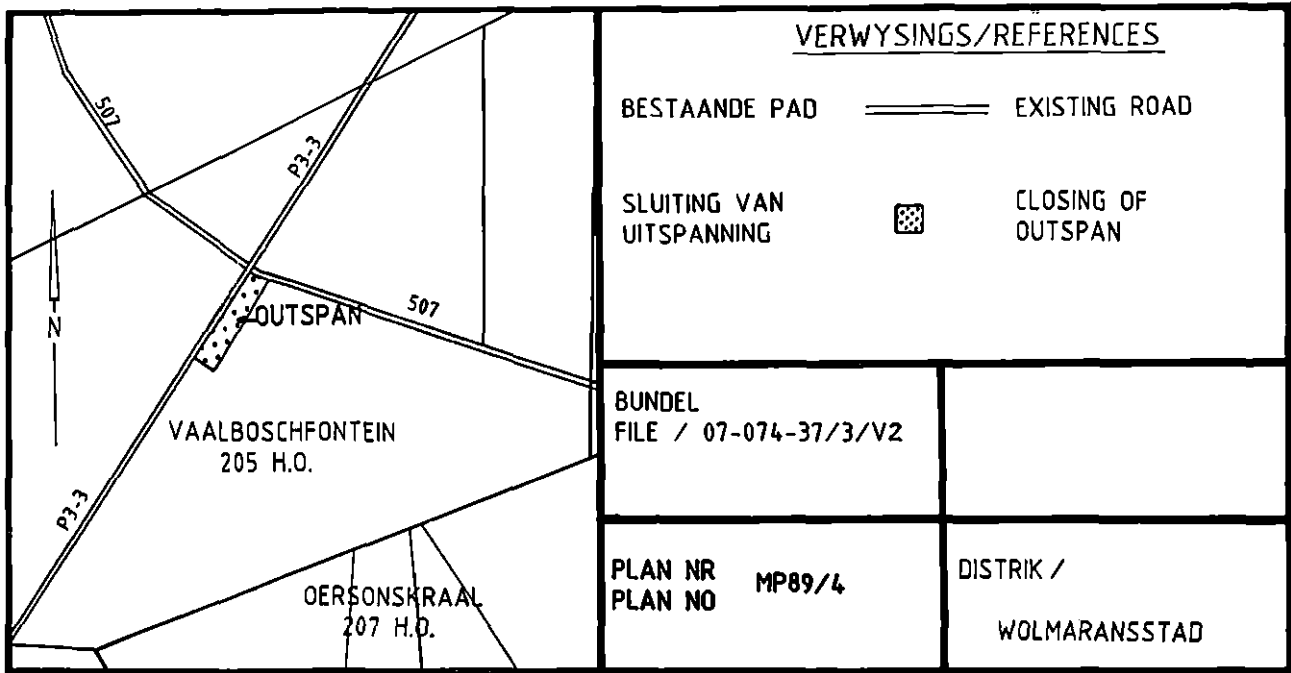 507
P3-3
N
OUTSPAN
507
VAALBOSCHFONTEIN
205 H.O.
P3-3
OERSONSKRAAL
207 H.O.
VERWYSINGS/REFERENCES
BESTAANDE PAD EXISTING ROAD
SLUITING VAN CLOSING OF
UITSPANNING OUTSPAN
BUNDEL
FILE / 07-074-37/3/V2
PLAN NR MP89/4
PLAN NO
DISTRIK /
WOLMARANSSTAD